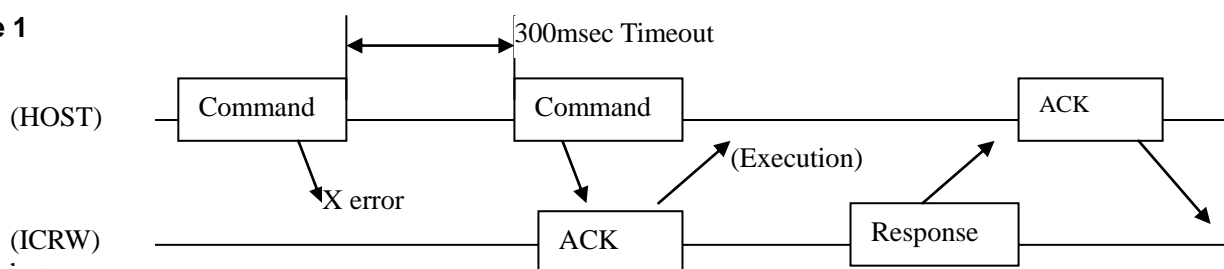 e 1
300msec Timeout
(HOST)
Command
Command
ACK
(Execution)
X error
(ICRW)
ACK
Response